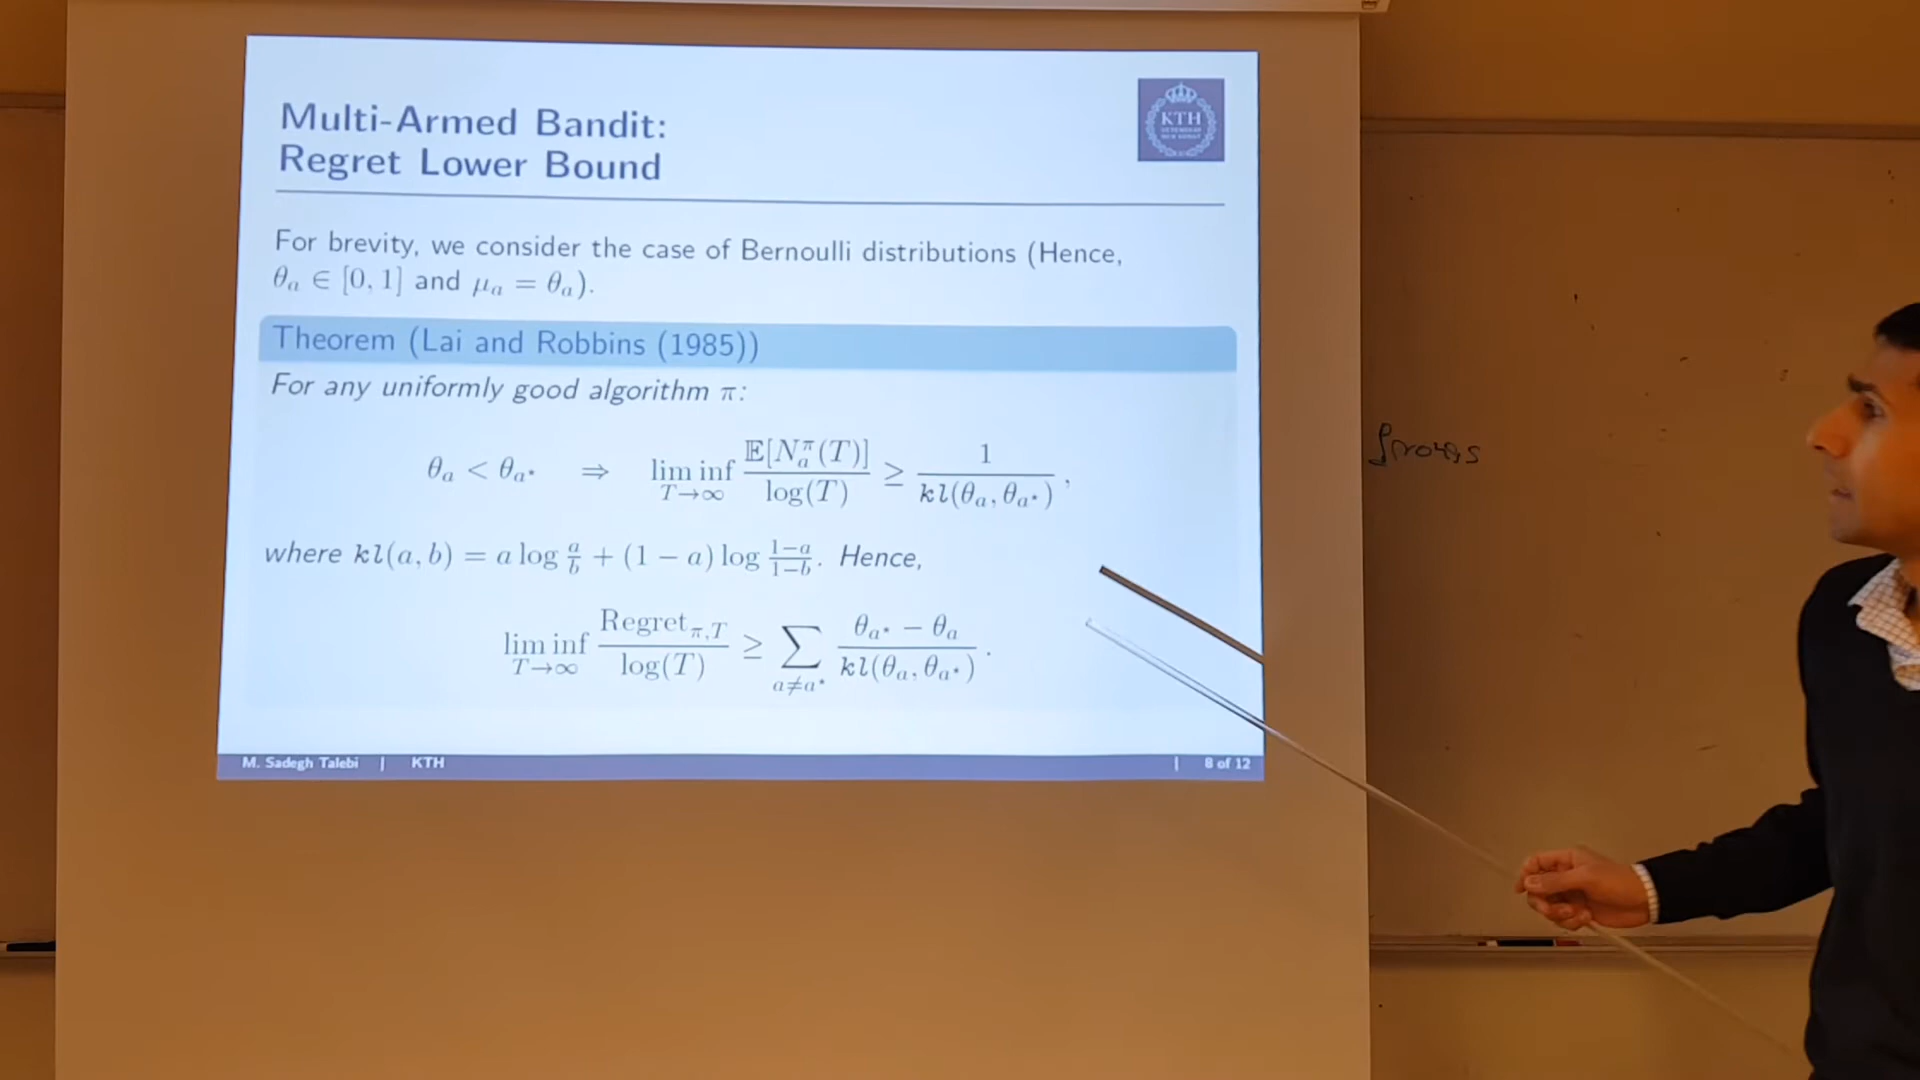 Multi-Armed Bandit:
Regret Lower Bound
KTH
For brevity, we consider the case of Bernoulli distributions (Hence,
θ_a ∈ [0, 1] and μ_a = θ_a).
Theorem (Lai and Robbins (1985))
For any uniformly good algorithm π:
θ_a < θ_{a⋆} ⇒ lim inf_{T→∞} E[N_a^π(T)] / log(T) ≥ 1 / kl(θ_a, θ_{a⋆}),
where kl(a, b) = a log a/b + (1 − a) log (1−a)/(1−b). Hence,
lim inf_{T→∞} Regret_{π,T} / log(T) ≥ ∑_{a≠a⋆} (θ_{a⋆} − θ_a) / kl(θ_a, θ_{a⋆}).
M. Sadegh Talebi | KTH | 8 of 12